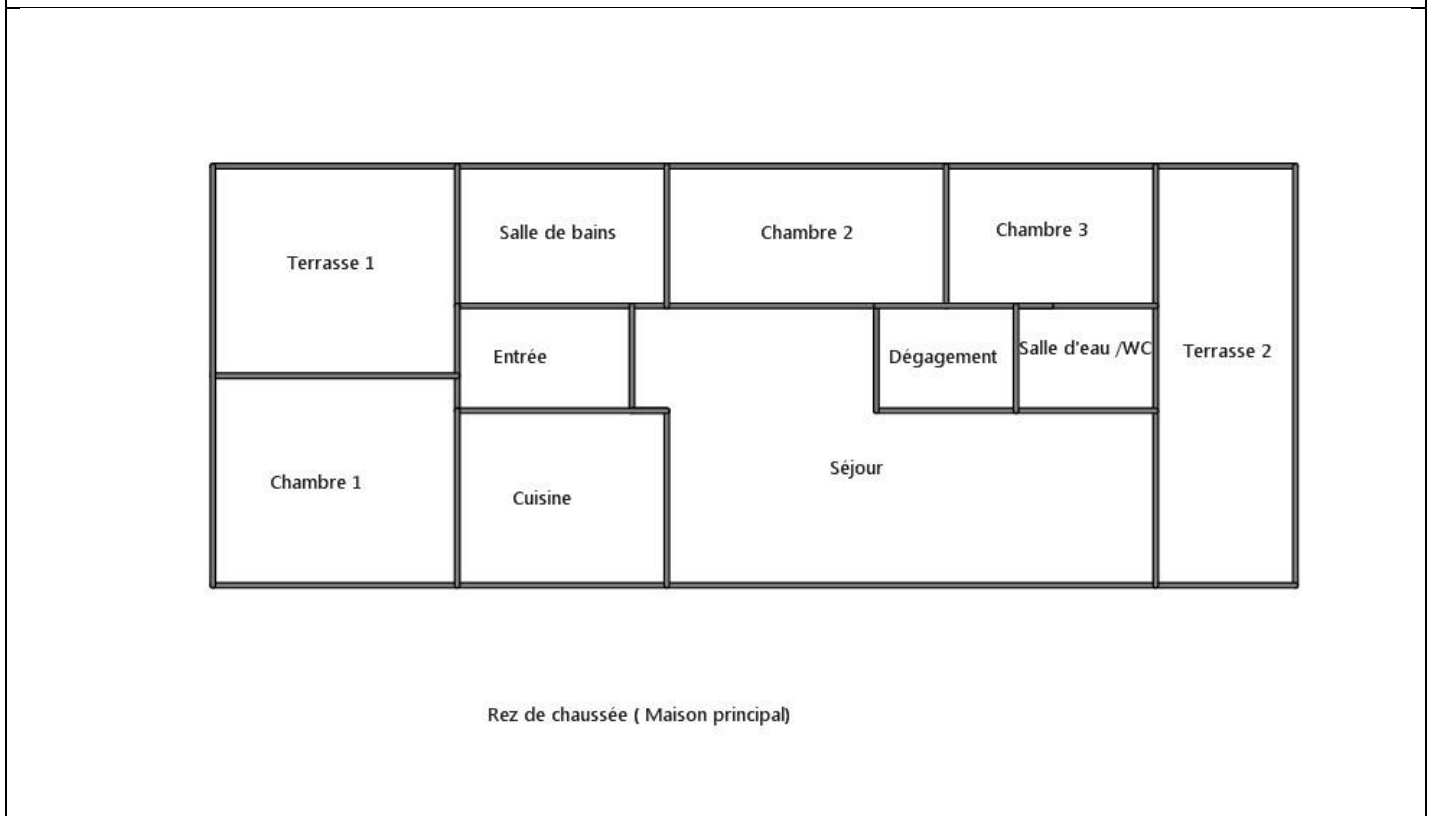 Salle de bains
Chambre 2
Chambre 3
Terrasse 1
Entrée
Dégagement
Salle d'eau /WC
Terrasse 2
Séjour
Chambre 1
Cuisine
Rez de chaussée ( Maison principal)